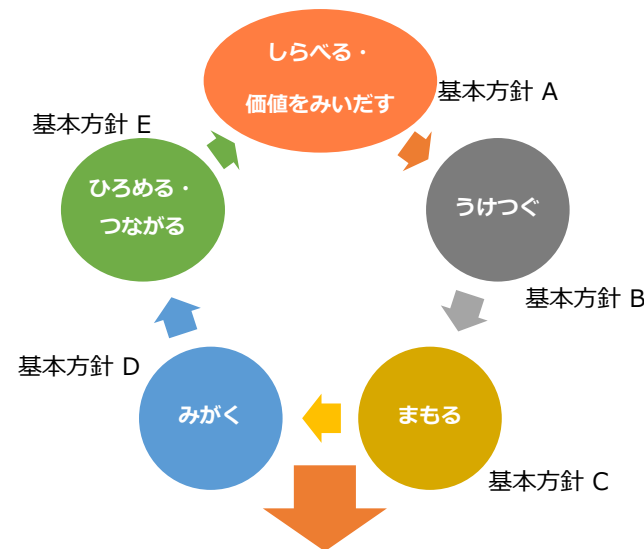 しらべる・
価値をみいだす
基本方針 A
うけつぐ
基本方針 B
まもる
基本方針 C
みがく
基本方針 D
ひろめる・
つながる
基本方針 E